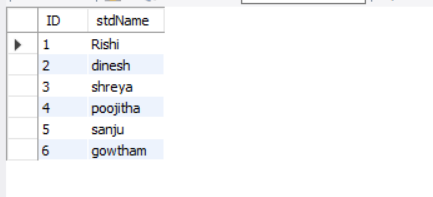 ID stdName
1 Rishi
2 dinesh
3 shreya
4 poojitha
5 sanju
6 gowtham